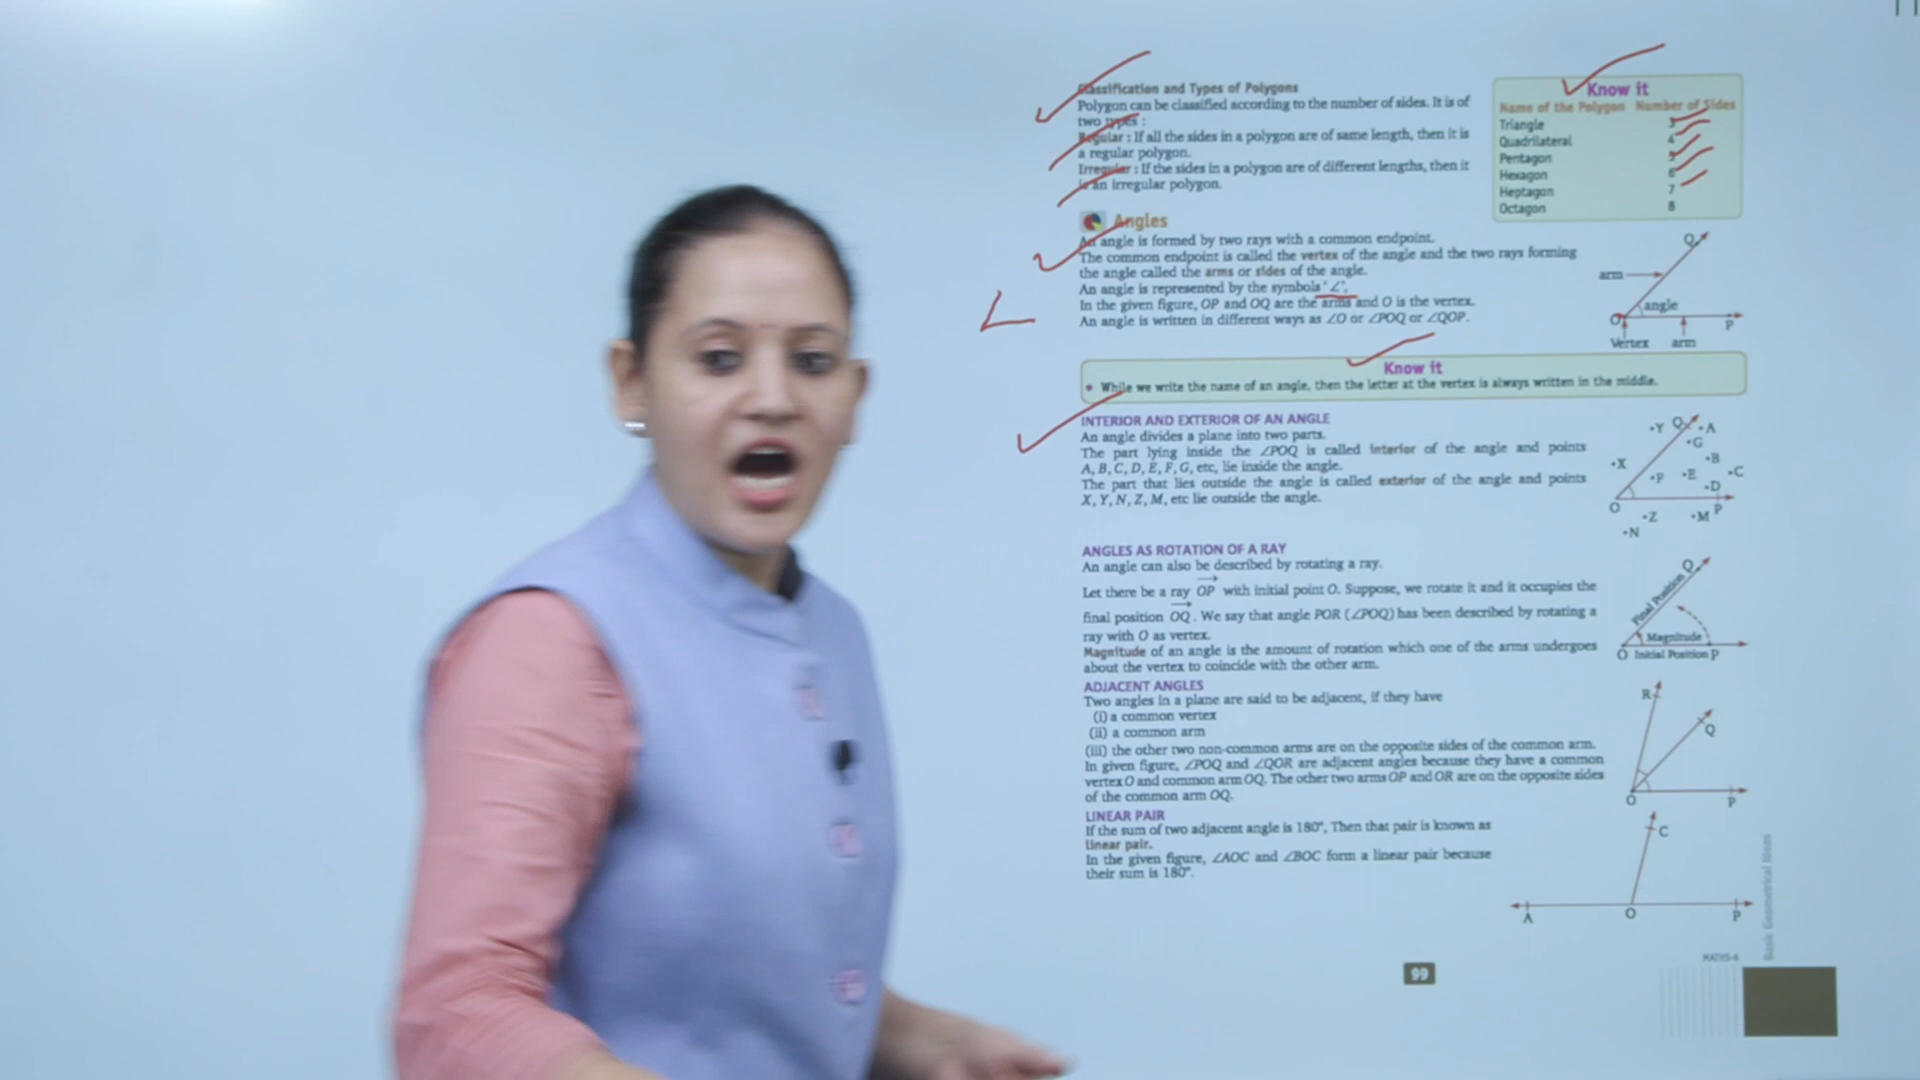 Classification and Types of Polygons
Polygon can be classified according to the number of sides. It is of
two types :
Regular : If all the sides in a polygon are of same length, then it is
a regular polygon.
Irregular : If the sides in a polygon are of different lengths, then it
is an irregular polygon.
Know it
Name of the Polygon Number of Sides
Triangle 3
Quadrilateral 4
Pentagon 5
Hexagon 6
Heptagon 7
Octagon 8
Angles
An angle is formed by two rays with a common endpoint.
The common endpoint is called the vertex of the angle and the two rays forming
the angle called the arms or sides of the angle.
An angle is represented by the symbols '∠'.
In the given figure, OP and OQ are the arms and O is the vertex.
An angle is written in different ways as ∠O or ∠POQ or ∠QOP.
Q
arm
angle
O
P
Vertex arm
∠
Know it
• While we write the name of an angle, then the letter at the vertex is always written in the middle.
INTERIOR AND EXTERIOR OF AN ANGLE
An angle divides a plane into two parts.
The part lying inside the ∠POQ is called interior of the angle and points
A, B, C, D, E, F, G, etc, lie inside the angle.
The part that lies outside the angle is called exterior of the angle and points
X, Y, N, Z, M, etc lie outside the angle.
•Y Q •A
•G
•B
•X
•F •E •C
•D
O P
•Z •M
•N
ANGLES AS ROTATION OF A RAY
An angle can also be described by rotating a ray.
Let there be a ray OP with initial point O. Suppose, we rotate it and it occupies the
final position OQ. We say that angle POR (∠POQ) has been described by rotating a
ray with O as vertex.
Magnitude of an angle is the amount of rotation which one of the arms undergoes
about the vertex to coincide with the other arm.
Q
Final Position
Magnitude
O Initial Position P
ADJACENT ANGLES
Two angles in a plane are said to be adjacent, if they have
(i) a common vertex
(ii) a common arm
(iii) the other two non-common arms are on the opposite sides of the common arm.
In given figure, ∠POQ and ∠QOR are adjacent angles because they have a common
vertex O and common arm OQ. The other two arms OP and OR are on the opposite sides
of the common arm OQ.
R
Q
O P
LINEAR PAIR
If the sum of two adjacent angle is 180°, Then that pair is known as
linear pair.
In the given figure, ∠AOC and ∠BOC form a linear pair because
their sum is 180°.
C
A O P
99
MATHS-6
Basic Geometrical Ideas